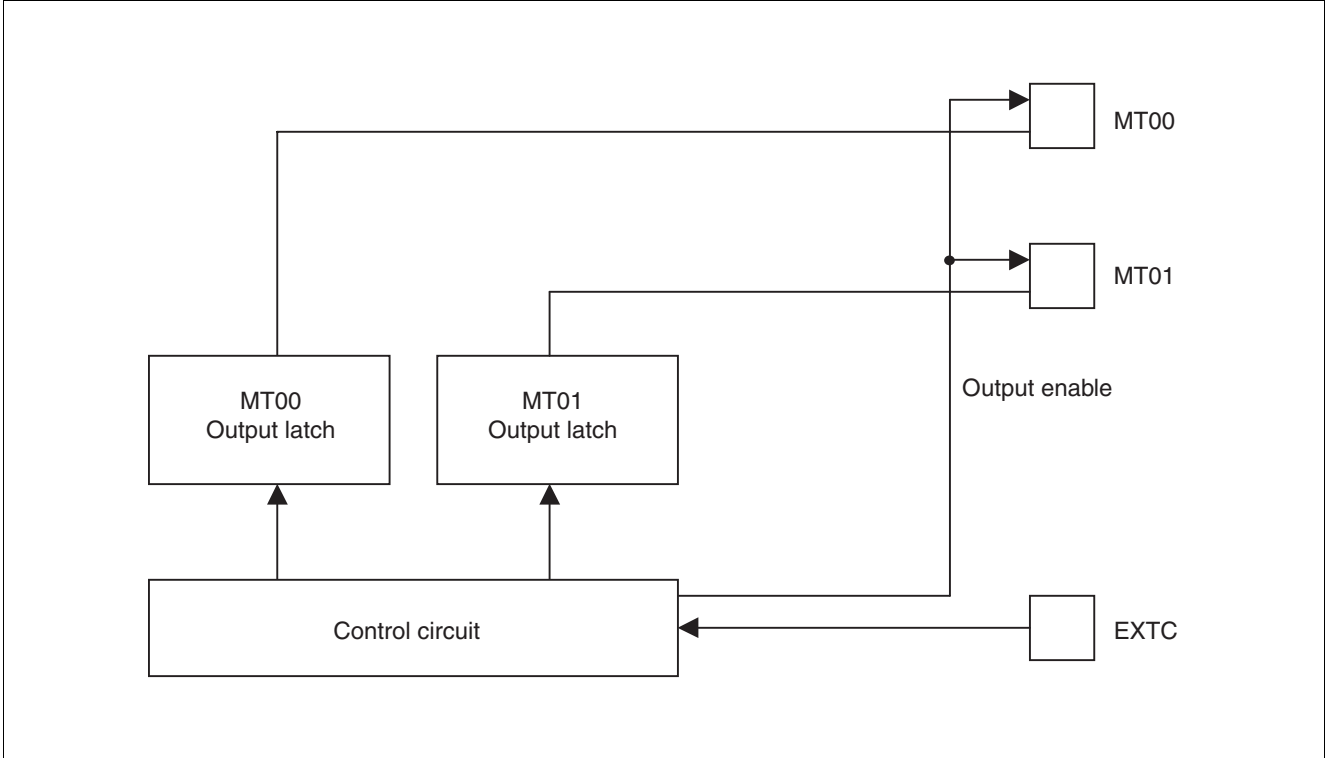 MT00
MT01
Output enable
MT00
Output latch
MT01
Output latch
Control circuit
EXTC